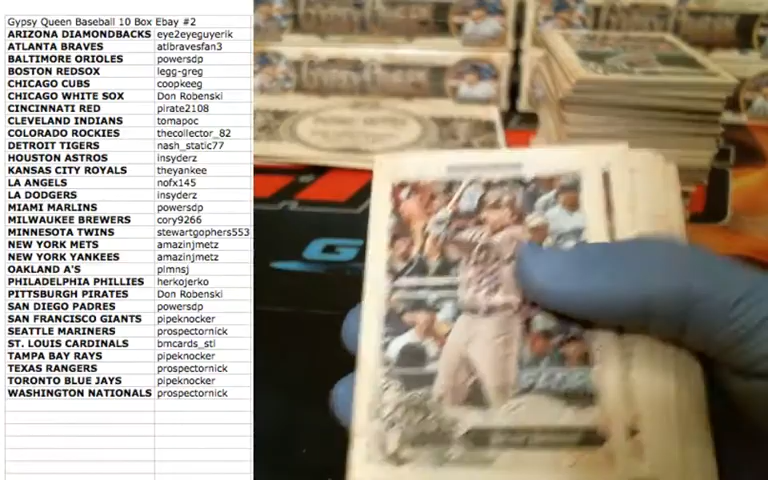 Gypsy Queen Baseball 10 Box Ebay #2
ARIZONA DIAMONDBACKS eye2eyeguyerik
ATLANTA BRAVES atlbravesfan3
BALTIMORE ORIOLES powersdp
BOSTON REDSOX legg-greg
CHICAGO CUBS coopkeeg
CHICAGO WHITE SOX Don Robenski
CINCINNATI RED pirate2108
CLEVELAND INDIANS tomapoc
COLORADO ROCKIES thecollector_82
DETROIT TIGERS nash_static77
HOUSTON ASTROS insyderz
KANSAS CITY ROYALS theyankee
LA ANGELS nofx145
LA DODGERS insyderz
MIAMI MARLINS powersdp
MILWAUKEE BREWERS cory9266
MINNESOTA TWINS stewartgophers553
NEW YORK METS amazinjmetz
NEW YORK YANKEES amazinjmetz
OAKLAND A'S plmnsj
PHILADELPHIA PHILLIES herkojerko
PITTSBURGH PIRATES Don Robenski
SAN DIEGO PADRES powersdp
SAN FRANCISCO GIANTS pipeknocker
SEATTLE MARINERS prospectornick
ST. LOUIS CARDINALS bmcards_stl
TAMPA BAY RAYS pipeknocker
TEXAS RANGERS prospectornick
TORONTO BLUE JAYS pipeknocker
WASHINGTON NATIONALS prospectornick